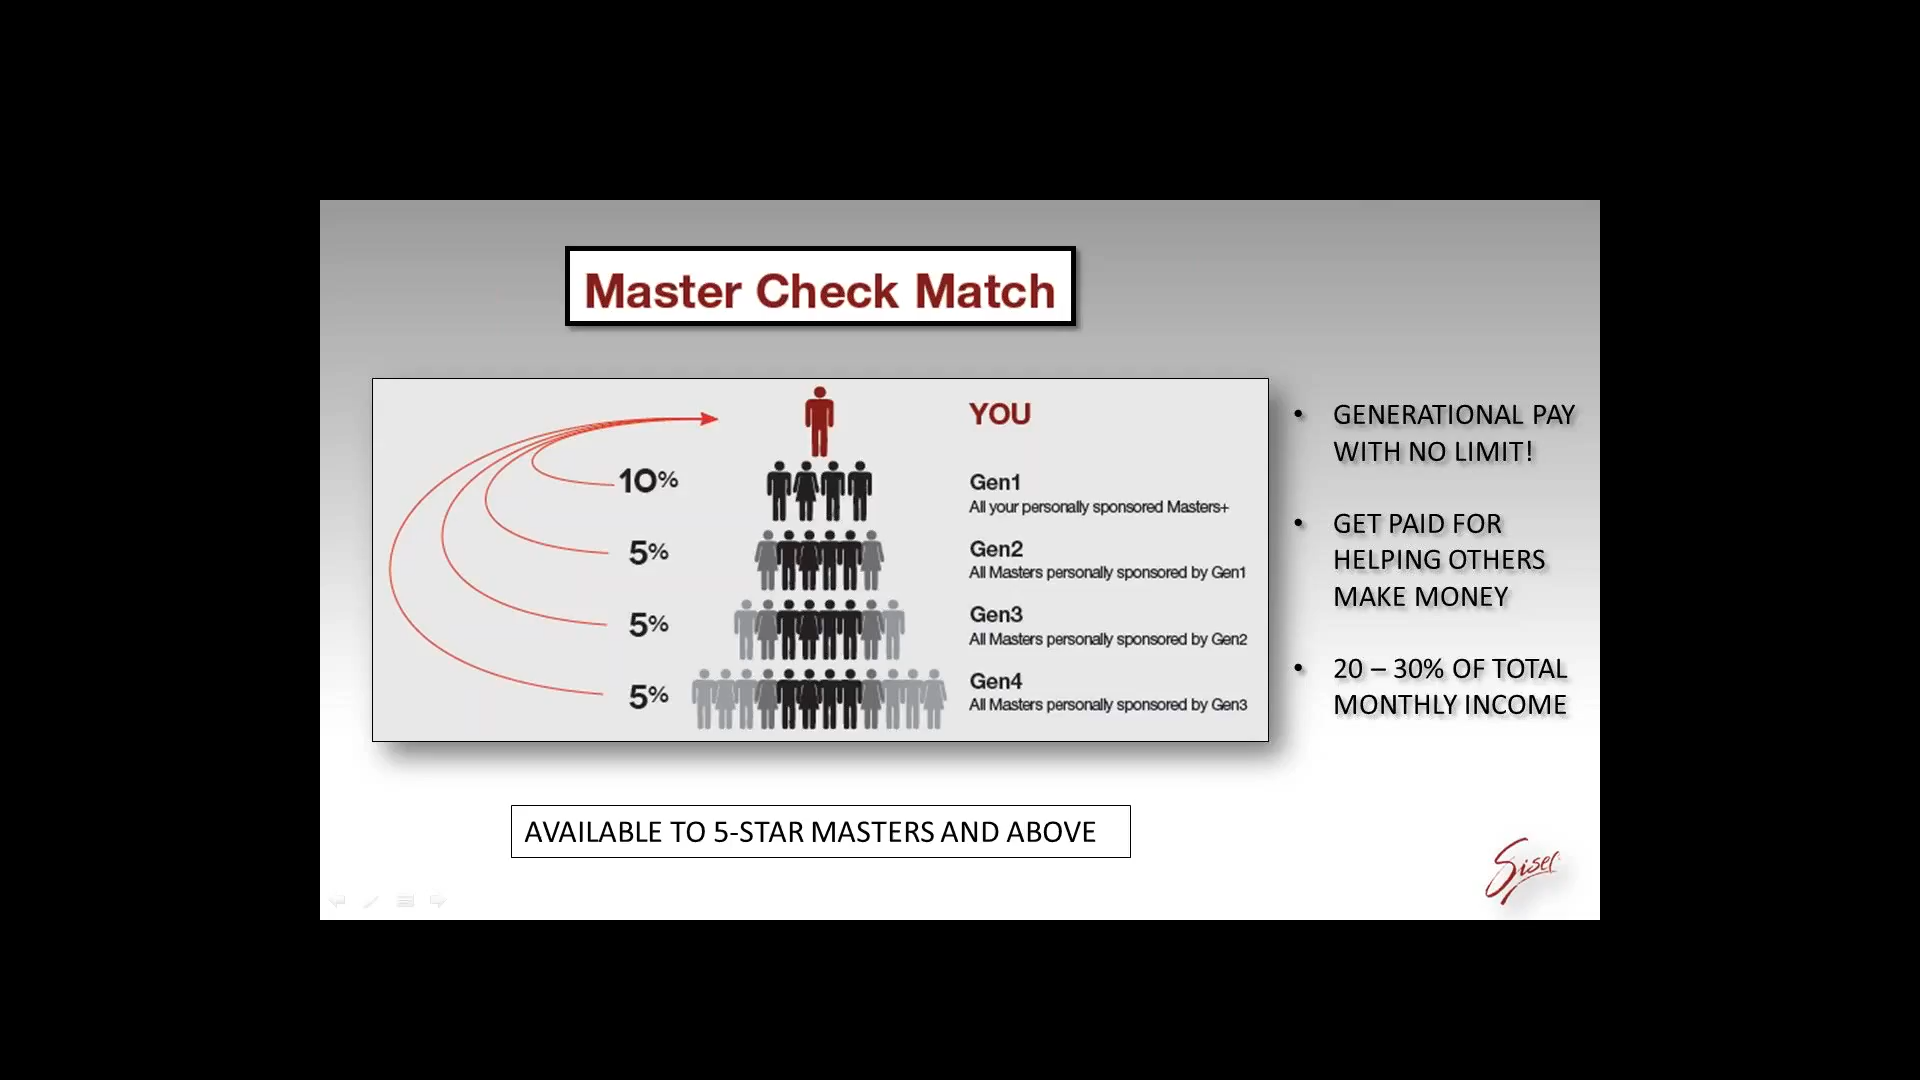 Master Check Match
YOU
10%
Gen1
All your personally sponsored Masters+
5%
Gen2
All Masters personally sponsored by Gen1
5%
Gen3
All Masters personally sponsored by Gen2
5%
Gen4
All Masters personally sponsored by Gen3
• GENERATIONAL PAY
WITH NO LIMIT!
• GET PAID FOR
HELPING OTHERS
MAKE MONEY
• 20 – 30% OF TOTAL
MONTHLY INCOME
AVAILABLE TO 5-STAR MASTERS AND ABOVE
Sisel